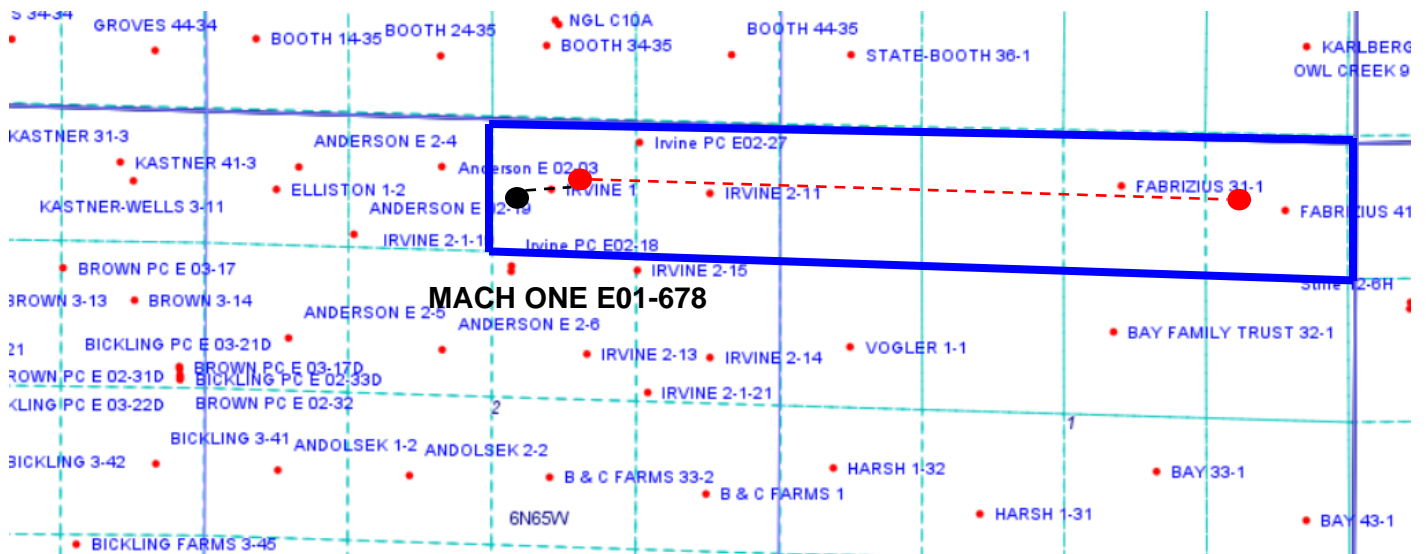 S 34-34
GROVES 44-34
BOOTH 14-35
BOOTH 24-35
NGL C10A
BOOTH 34-35
BOOTH 44-35
STATE-BOOTH 36-1
KARLBERG
OWL CREEK 9
KASTNER 31-3
KASTNER 41-3
KASTNER-WELLS 3-11
ANDERSON E 2-4
ELLISTON 1-2
Anderson E 02-03
ANDERSON E 02-19
IRVINE 1
Irvine PC E02-27
IRVINE 2-11
FABRIZIUS 31-1
FABRIZIUS 41
IRVINE 2-1-1
Irvine PC E02-18
IRVINE 2-15
BROWN PC E 03-17
BROWN 3-13
BROWN 3-14
MACH ONE E01-678
ANDERSON E 2-5
ANDERSON E 2-6
BAY FAMILY TRUST 32-1
21
BICKLING PC E 03-21D
BROWN PC E 03-17D
ROWN PC E 02-31D
BICKLING PC E 02-33D
KLING PC E 03-22D
BROWN PC E 02-32
IRVINE 2-13
IRVINE 2-14
VOGLER 1-1
IRVINE 2-1-21
2
1
BICKLING 3-41
BICKLING 3-42
ANDOLSEK 1-2
ANDOLSEK 2-2
B & C FARMS 33-2
B & C FARMS 1
HARSH 1-32
HARSH 1-31
BAY 33-1
BAY 43-1
6N65W
BICKLING FARMS 3-45